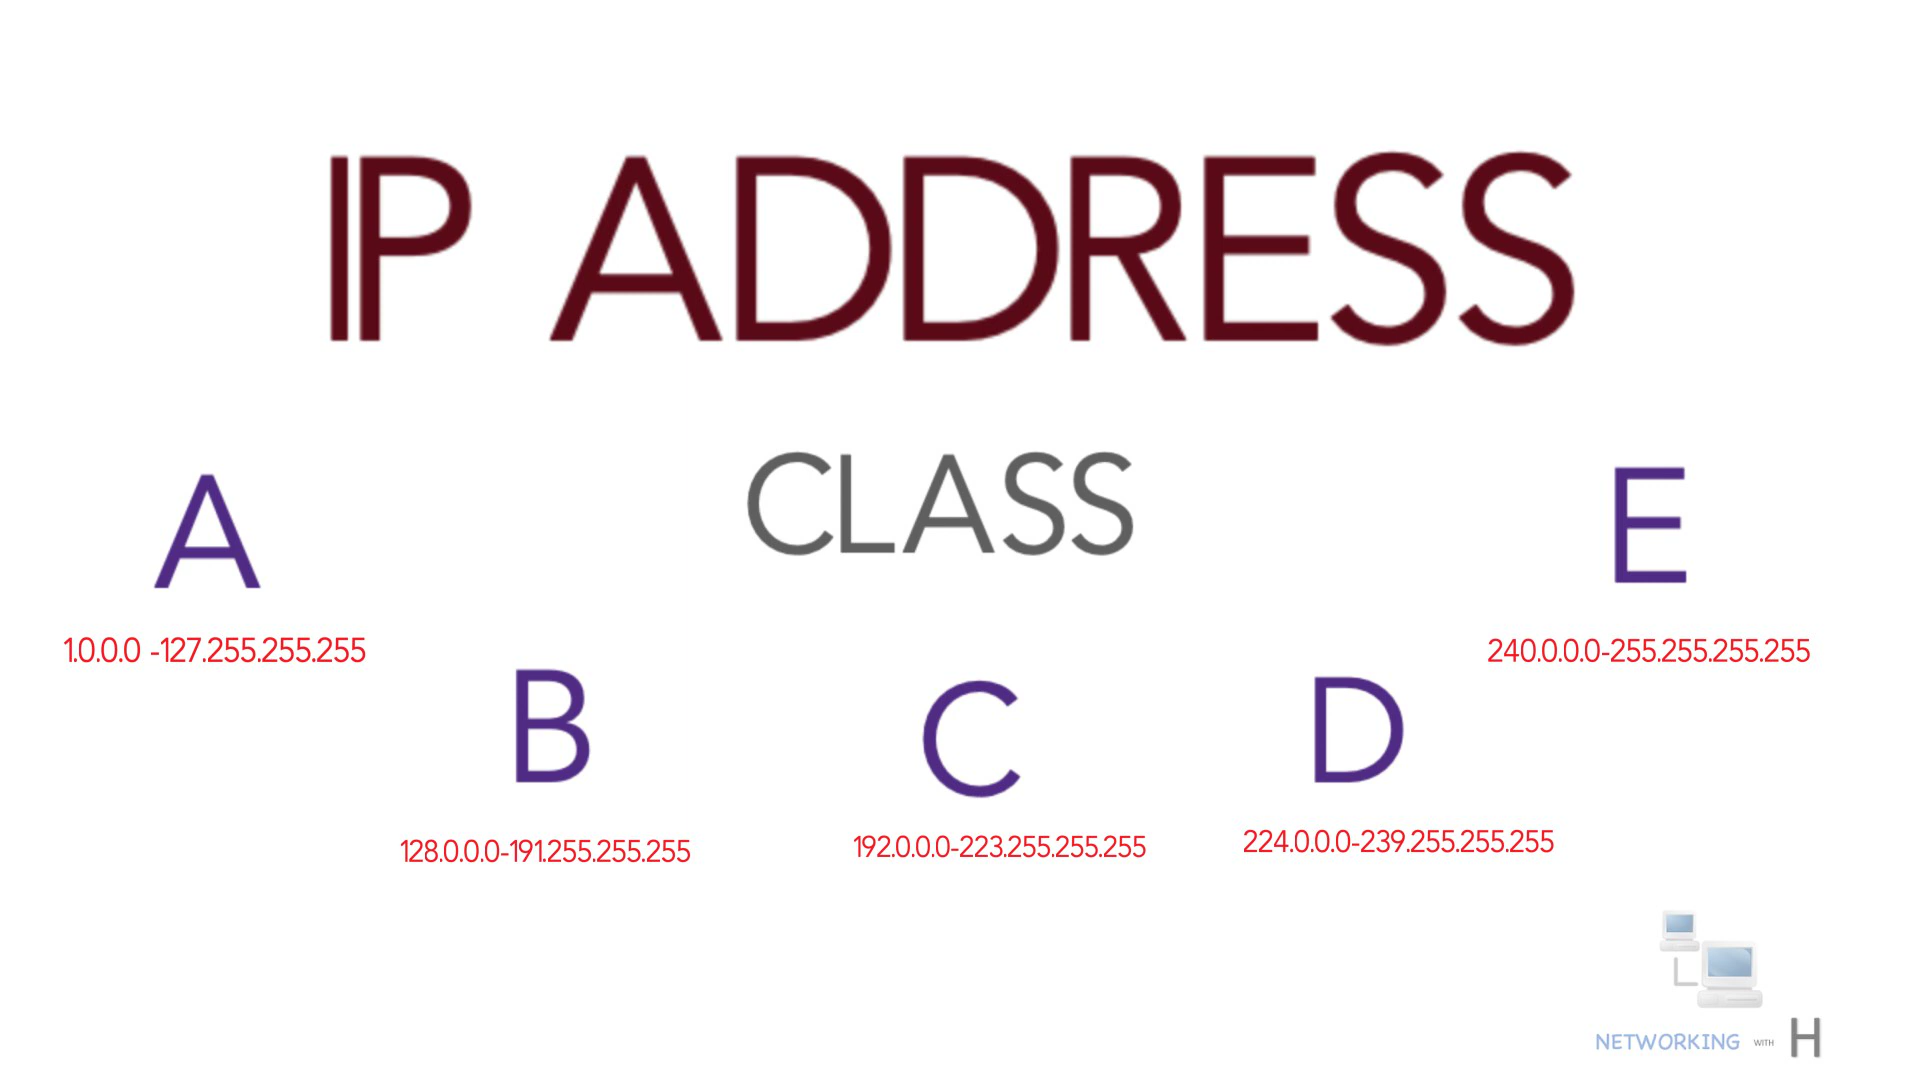 IP ADDRESS
CLASS
A
1.0.0.0 -127.255.255.255
B
128.0.0.0-191.255.255.255
C
192.0.0.0-223.255.255.255
D
224.0.0.0-239.255.255.255
E
240.0.0.0-255.255.255.255
NETWORKING WITH H